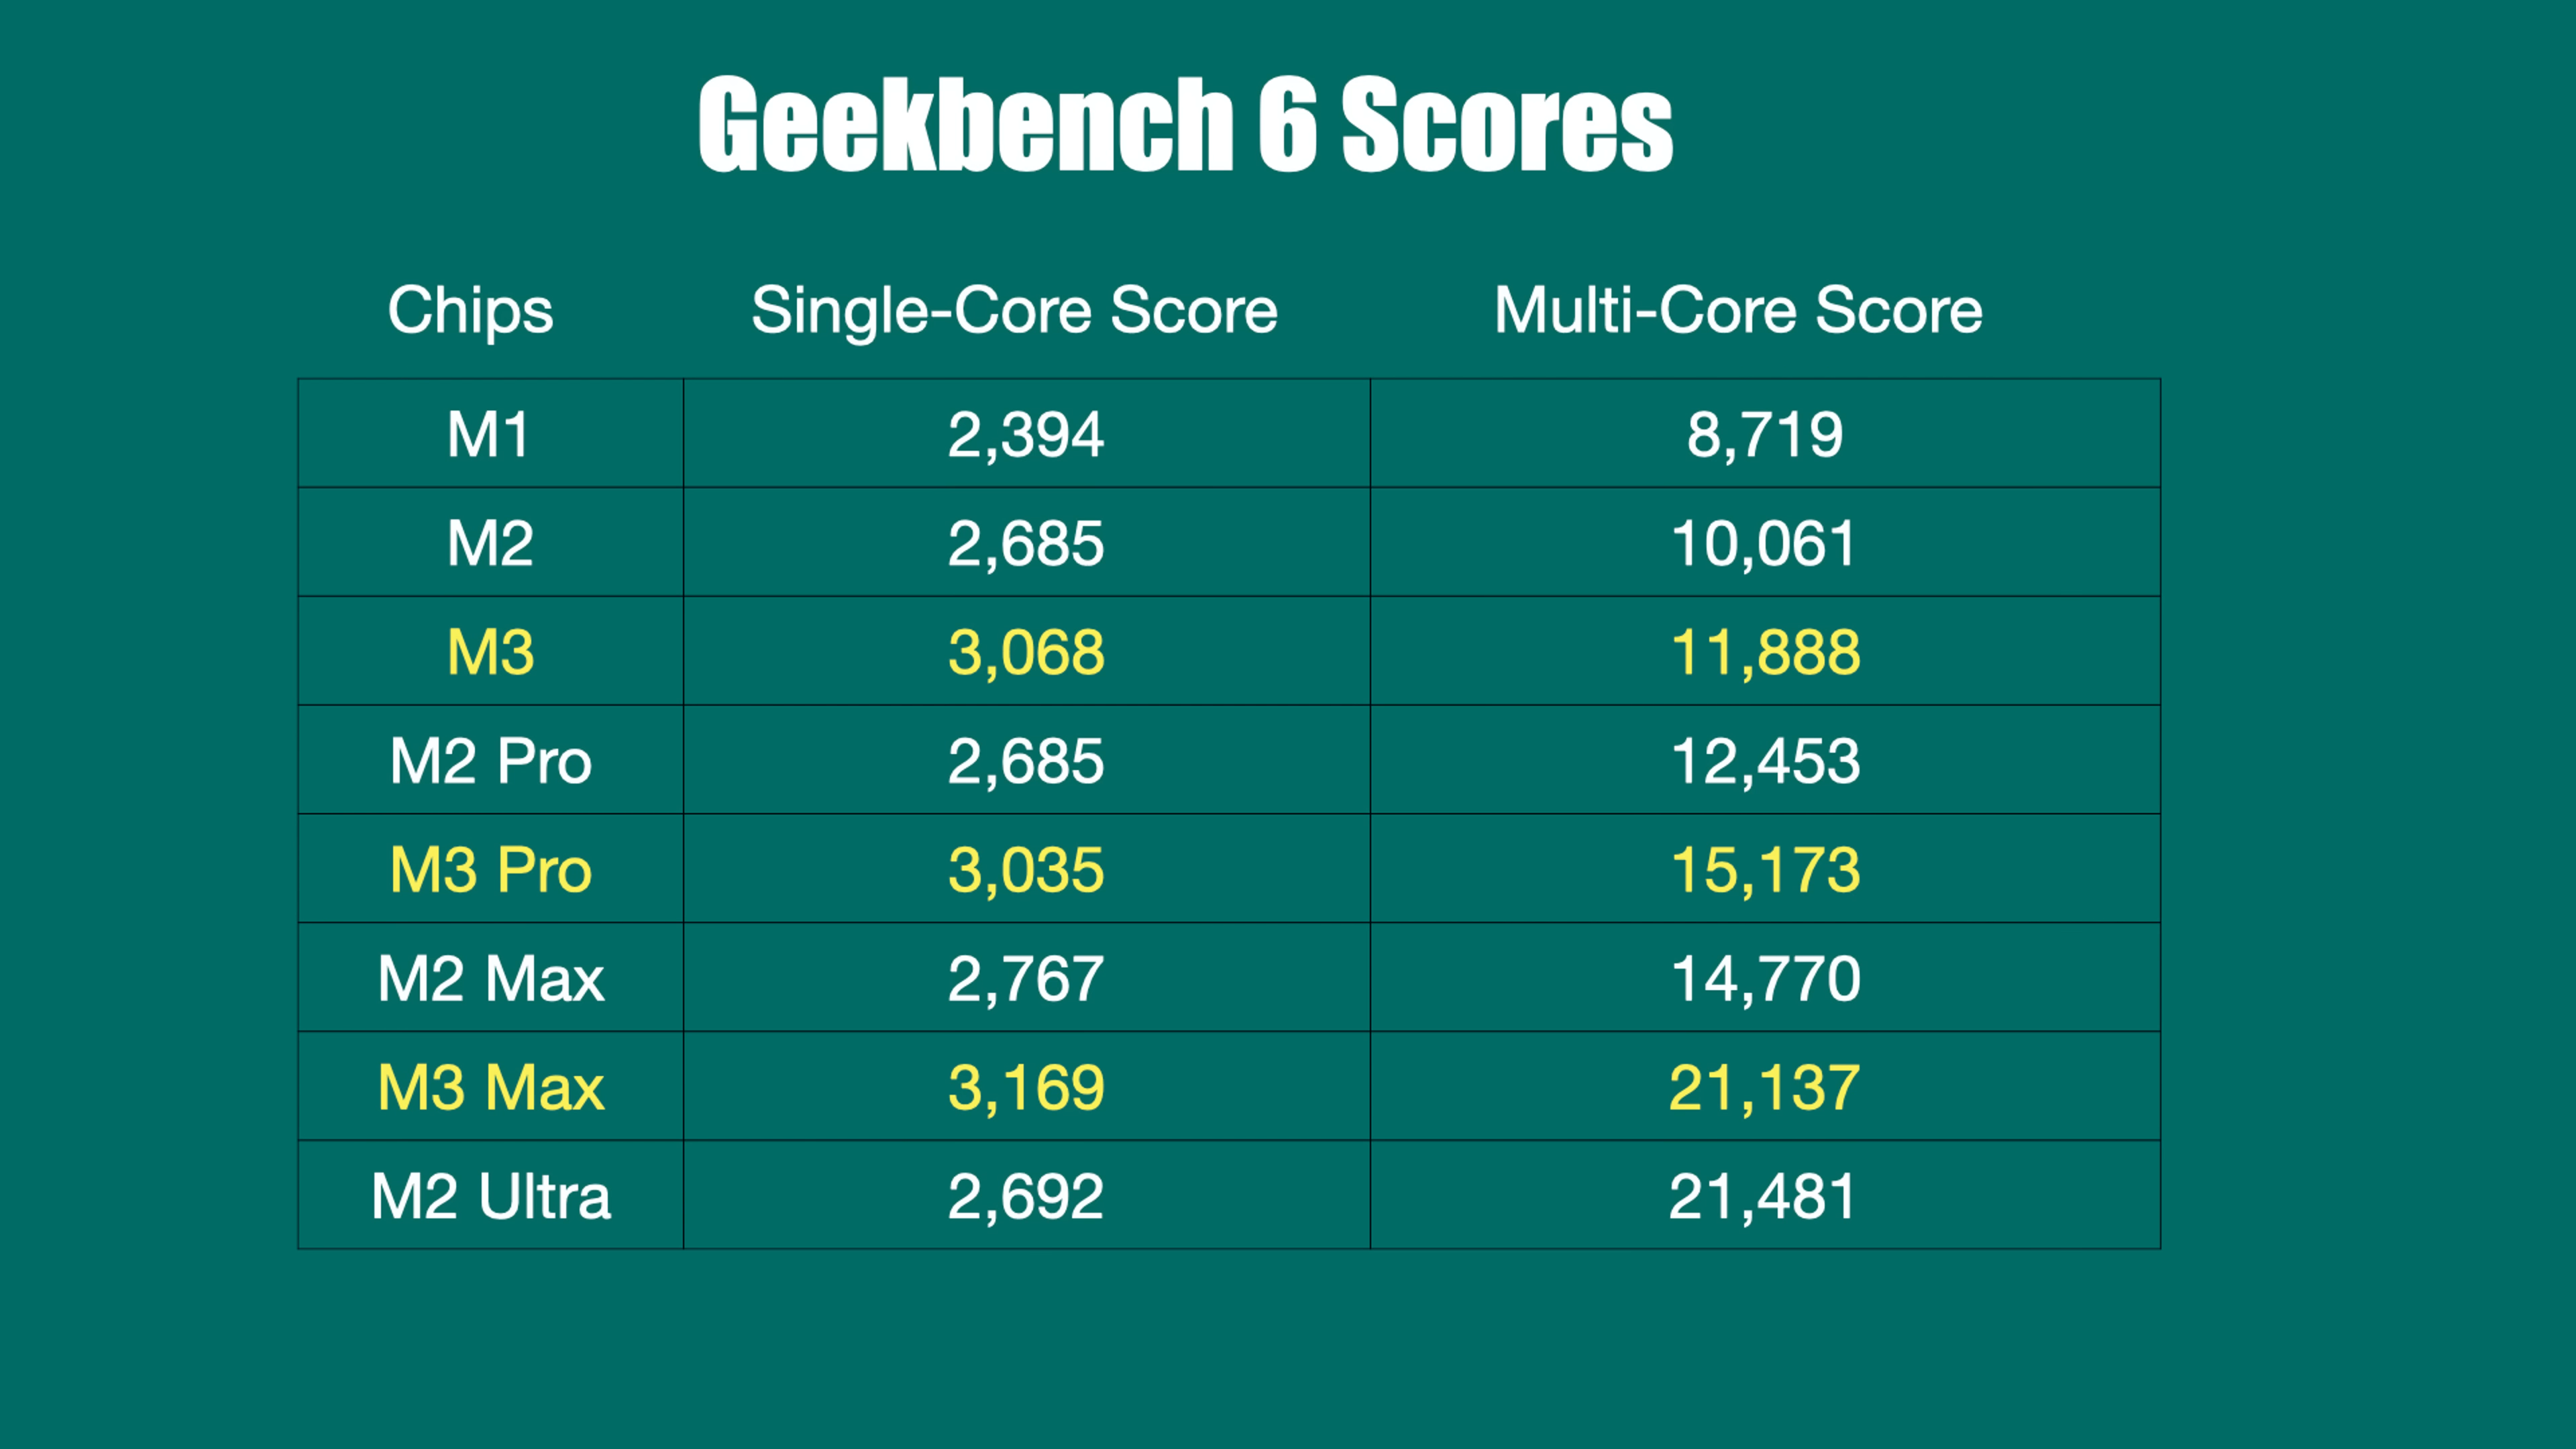 Geekbench 6 Scores
Chips Single-Core Score Multi-Core Score
M1 2,394 8,719
M2 2,685 10,061
M3 3,068 11,888
M2 Pro 2,685 12,453
M3 Pro 3,035 15,173
M2 Max 2,767 14,770
M3 Max 3,169 21,137
M2 Ultra 2,692 21,481